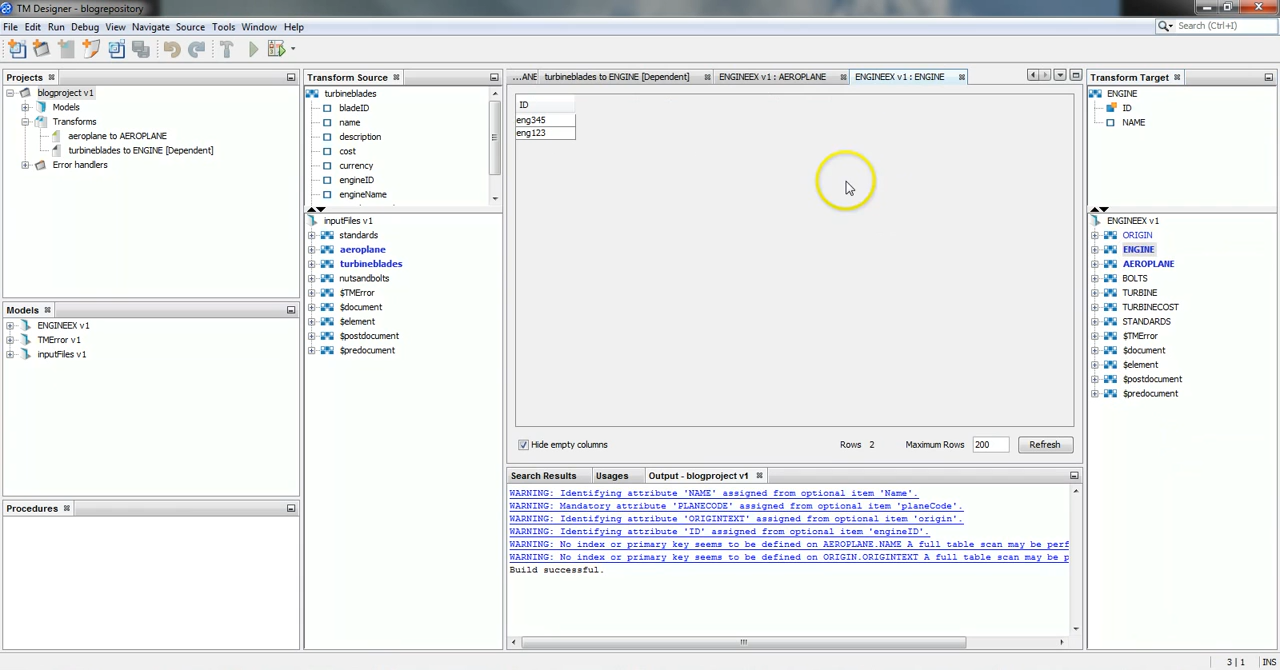 TM Designer - blogrepository
File Edit Run Debug View Navigate Source Tools Window Help
Search (Ctrl+I)
Projects
blogproject v1
Models
Transforms
aeroplane to AEROPLANE
turbineblades to ENGINE [Dependent]
Error handlers
Models
ENGINEEX v1
TMError v1
inputFiles v1
Procedures
Transform Source
turbineblades
bladeID
name
description
cost
currency
engineID
engineName
inputFiles v1
standards
aeroplane
turbineblades
nutsandbolts
$TMError
$document
$element
$postdocument
$predocument
...ANE turbineblades to ENGINE [Dependent] ENGINEEX v1 : AEROPLANE ENGINEEX v1 : ENGINE
ID
eng345
eng123
Hide empty columns Rows 2 Maximum Rows 200 Refresh
Search Results Usages Output - blogproject v1
WARNING: Identifying attribute 'NAME' assigned from optional item 'Name'.
WARNING: Mandatory attribute 'PLANECODE' assigned from optional item 'planeCode'.
WARNING: Identifying attribute 'ORIGINTEXT' assigned from optional item 'origin'.
WARNING: Identifying attribute 'ID' assigned from optional item 'engineID'.
WARNING: No index or primary key seems to be defined on AEROPLANE.NAME A full table scan may be perf
WARNING: No index or primary key seems to be defined on ORIGIN.ORIGINTEXT A full table scan may be p
Build successful.
Transform Target
ENGINE
ID
NAME
ENGINEEX v1
ORIGIN
ENGINE
AEROPLANE
BOLTS
TURBINE
TURBINECOST
STANDARDS
$TMError
$document
$element
$postdocument
$predocument
3 | 1 INS